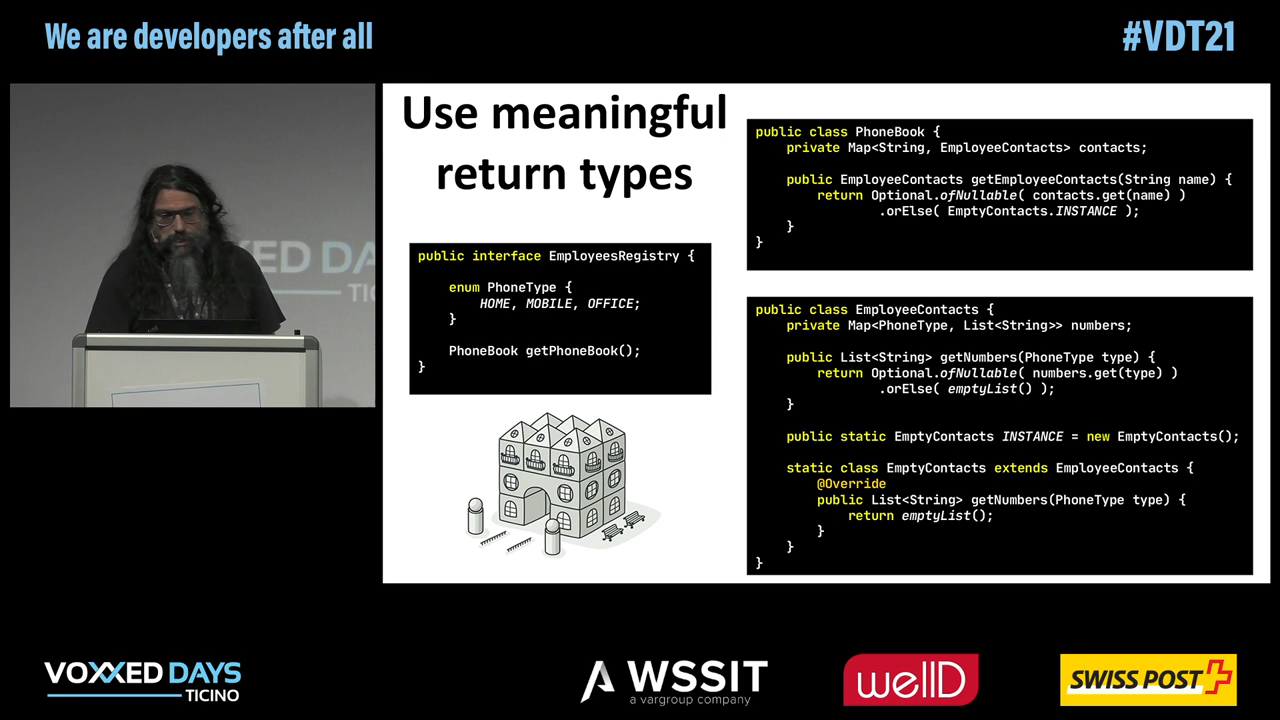 We are developers after all
#VDT21
XED DA
TIC
Use meaningful
return types
public interface EmployeesRegistry {
enum PhoneType {
HOME, MOBILE, OFFICE;
}
PhoneBook getPhoneBook();
}
public class PhoneBook {
private Map<String, EmployeeContacts> contacts;
public EmployeeContacts getEmployeeContacts(String name) {
return Optional.ofNullable( contacts.get(name) )
.orElse( EmptyContacts.INSTANCE );
}
}
public class EmployeeContacts {
private Map<PhoneType, List<String>> numbers;
public List<String> getNumbers(PhoneType type) {
return Optional.ofNullable( numbers.get(type) )
.orElse( emptyList() );
}
public static EmptyContacts INSTANCE = new EmptyContacts();
static class EmptyContacts extends EmployeeContacts {
@Override
public List<String> getNumbers(PhoneType type) {
return emptyList();
}
}
}
VOXXED DAYS
TICINO
WSSIT
a vargroup company
wellD
SWISS POST